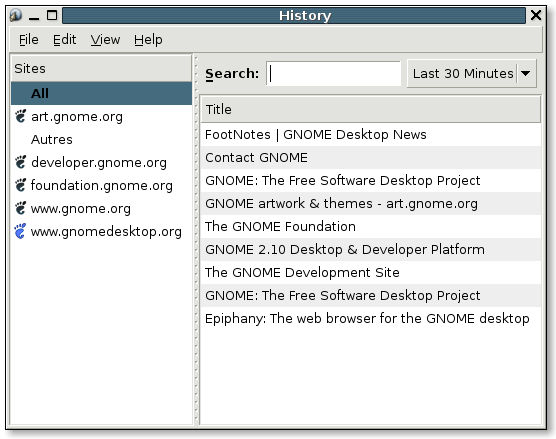 History
File Edit View Help
Sites
All
art.gnome.org
Autres
developer.gnome.org
foundation.gnome.org
www.gnome.org
www.gnomedesktop.org
Search: Last 30 Minutes
Title
FootNotes | GNOME Desktop News
Contact GNOME
GNOME: The Free Software Desktop Project
GNOME artwork & themes - art.gnome.org
The GNOME Foundation
GNOME 2.10 Desktop & Developer Platform
The GNOME Development Site
GNOME: The Free Software Desktop Project
Epiphany: The web browser for the GNOME desktop